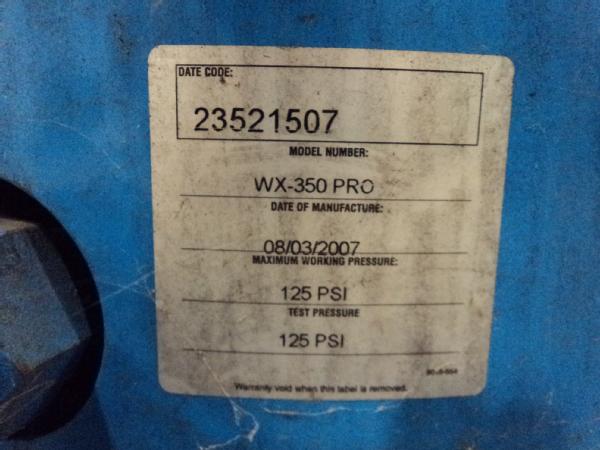 DATE CODE:
23521507
MODEL NUMBER:
WX-350 PRO
DATE OF MANUFACTURE:
08/03/2007
MAXIMUM WORKING PRESSURE:
125 PSI
TEST PRESSURE
125 PSI
Warranty void when this label is removed.